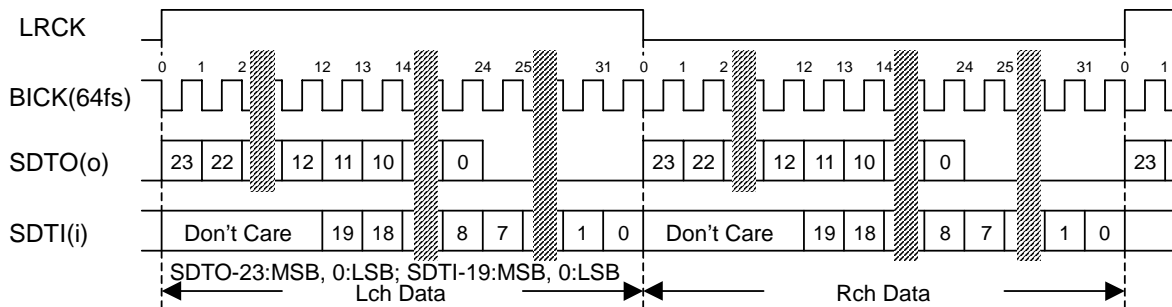 LRCK
0 1 2 12 13 14 24 25 31 0 1 2 12 13 14 24 25 31 0 1
BICK(64fs)
SDTO(o) 23 22 12 11 10 0 23 22 12 11 10 0 23
SDTI(i) Don't Care 19 18 8 7 1 0 Don't Care 19 18 8 7 1 0
SDTO-23:MSB, 0:LSB; SDTI-19:MSB, 0:LSB
Lch Data Rch Data